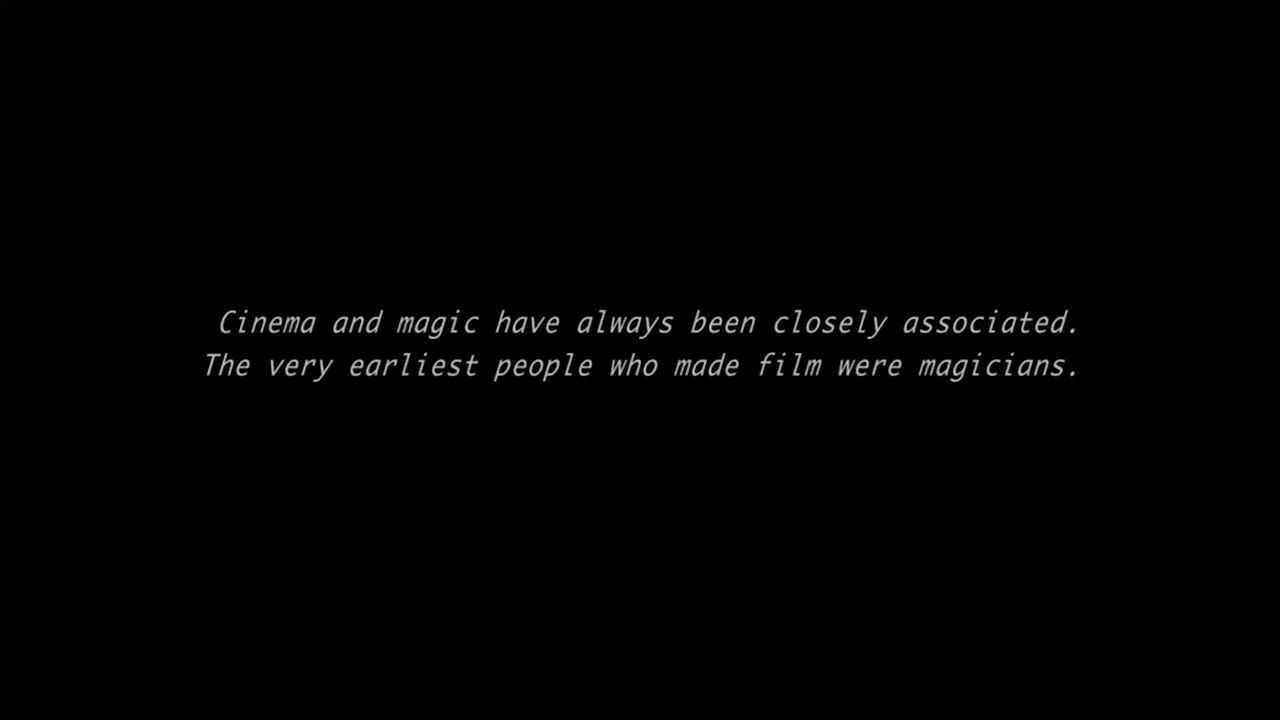 Cinema and magic have always been closely associated.
The very earliest people who made film were magicians.